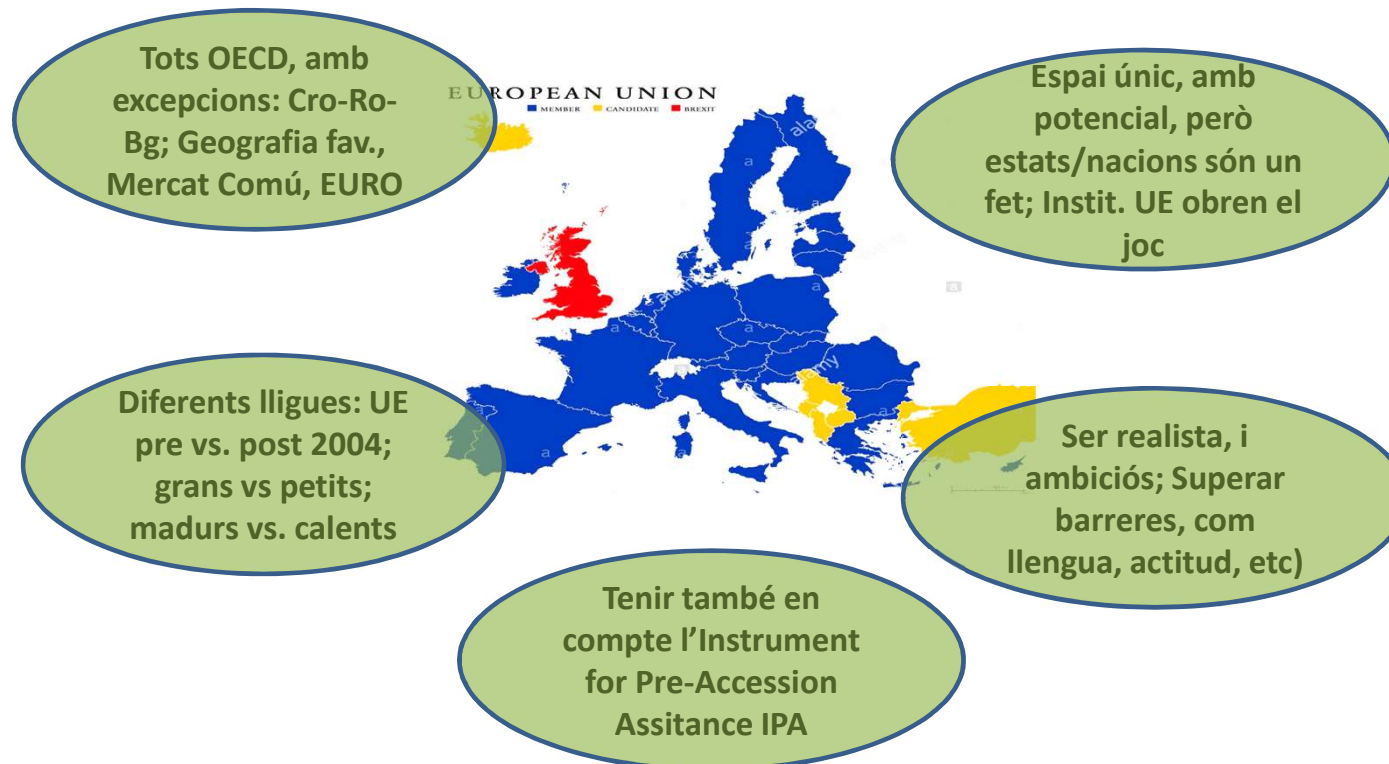 Tots OECD, amb
excepcions: Cro-Ro-
Bg; Geografia fav.,
Mercat Comú, EURO
EUROPEAN UNION
MEMBER CANDIDATE BREXIT
Espai únic, amb
potencial, però
estats/nacions són un
fet; Instit. UE obren el
joc
Diferents lligues: UE
pre vs. post 2004;
grans vs petits;
madurs vs. calents
Ser realista, i
ambiciós; Superar
barreres, com
llengua, actitud, etc)
Tenir també en
compte l’Instrument
for Pre-Accession
Assitance IPA